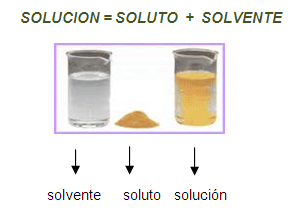 SOLUCION = SOLUTO + SOLVENTE
solvente soluto solución